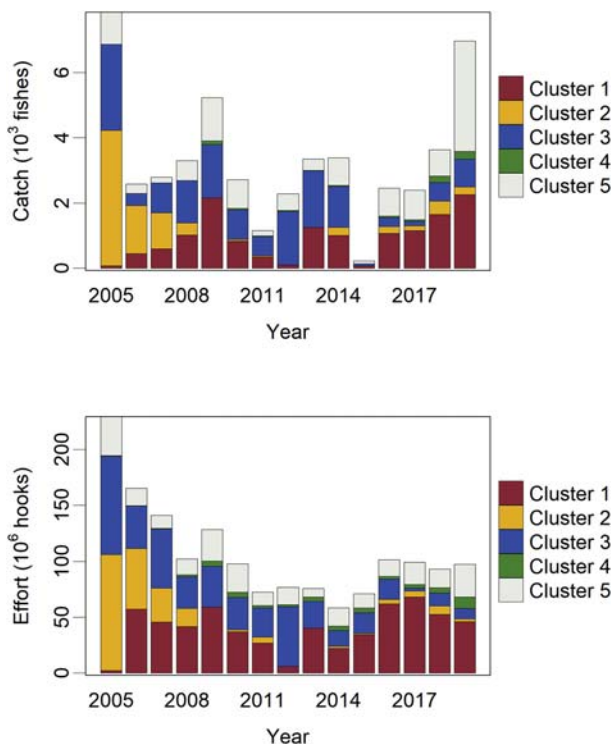 Catch (10³ fishes)
6
4
2
0
2005 2008 2011 2014 2017
Year
Cluster 1
Cluster 2
Cluster 3
Cluster 4
Cluster 5
Effort (10⁶ hooks)
200
150
100
50
0
2005 2008 2011 2014 2017
Year
Cluster 1
Cluster 2
Cluster 3
Cluster 4
Cluster 5